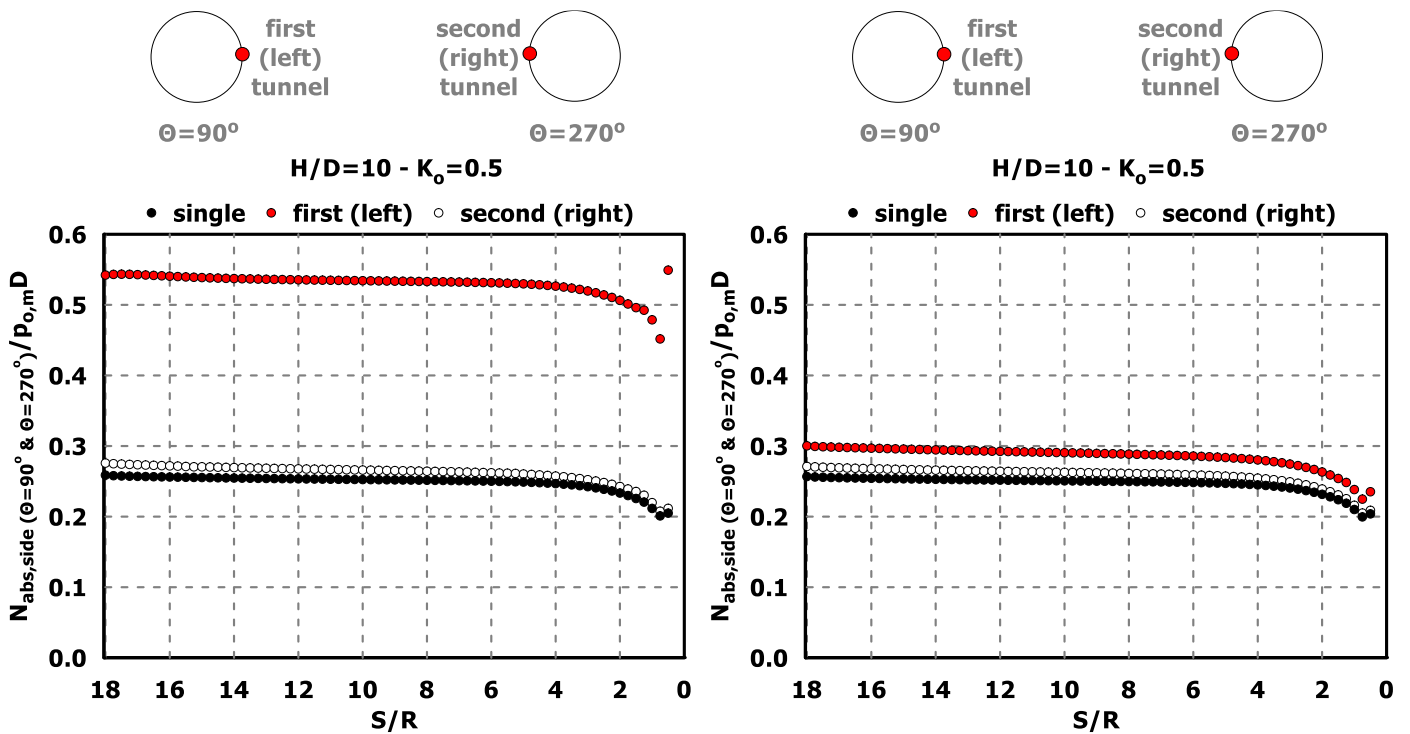 first
(left)
tunnel
second
(right)
tunnel
Θ=90°
Θ=270°
H/D=10 - Ko=0.5
single
first (left)
second (right)
Nabs,side (Θ=90° & Θ=270°)/po,mD
0.6
0.5
0.4
0.3
0.2
0.1
0.0
18 16 14 12 10 8 6 4 2 0
S/R
first
(left)
tunnel
second
(right)
tunnel
Θ=90°
Θ=270°
H/D=10 - Ko=0.5
single
first (left)
second (right)
Nabs,side (Θ=90° & Θ=270°)/po,mD
0.6
0.5
0.4
0.3
0.2
0.1
0.0
18 16 14 12 10 8 6 4 2 0
S/R